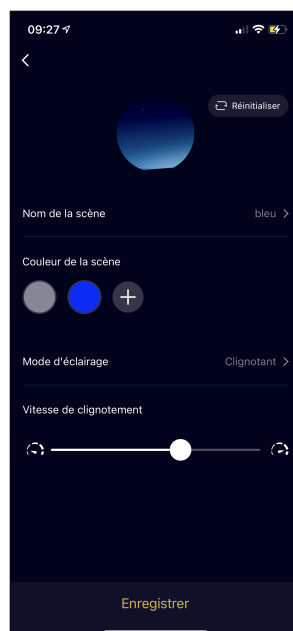 09:27
Réinitialiser
Nom de la scène
bleu
Couleur de la scène
Mode d'éclairage
Clignotant
Vitesse de clignotement
Enregistrer